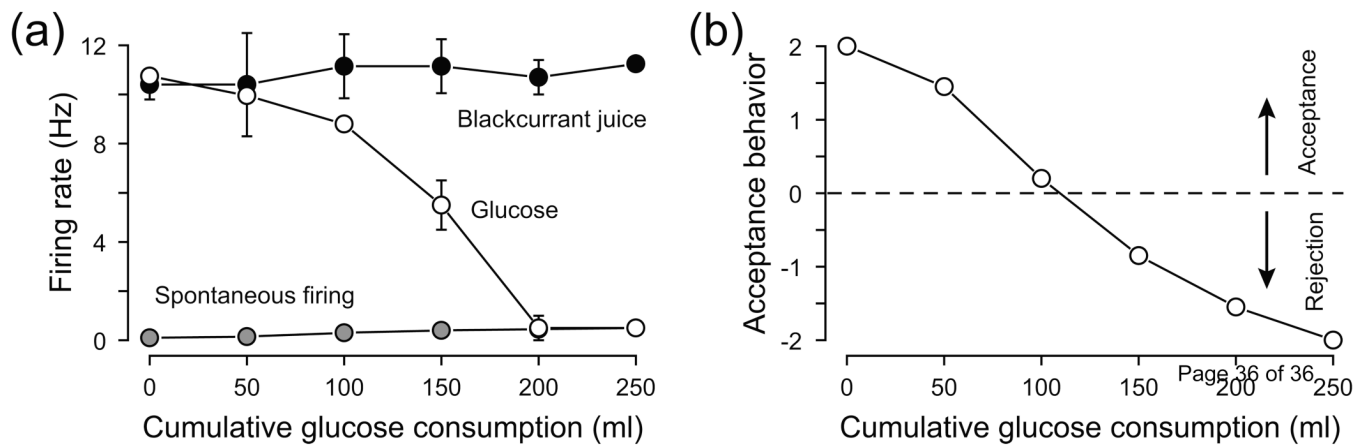 (a)
Firing rate (Hz)
12
8
4
0
Blackcurrant juice
Glucose
Spontaneous firing
0 50 100 150 200 250
Cumulative glucose consumption (ml)
(b)
Acceptance behavior
2
1
0
-1
-2
Acceptance
Rejection
Page 36 of 36
0 50 100 150 200 250
Cumulative glucose consumption (ml)